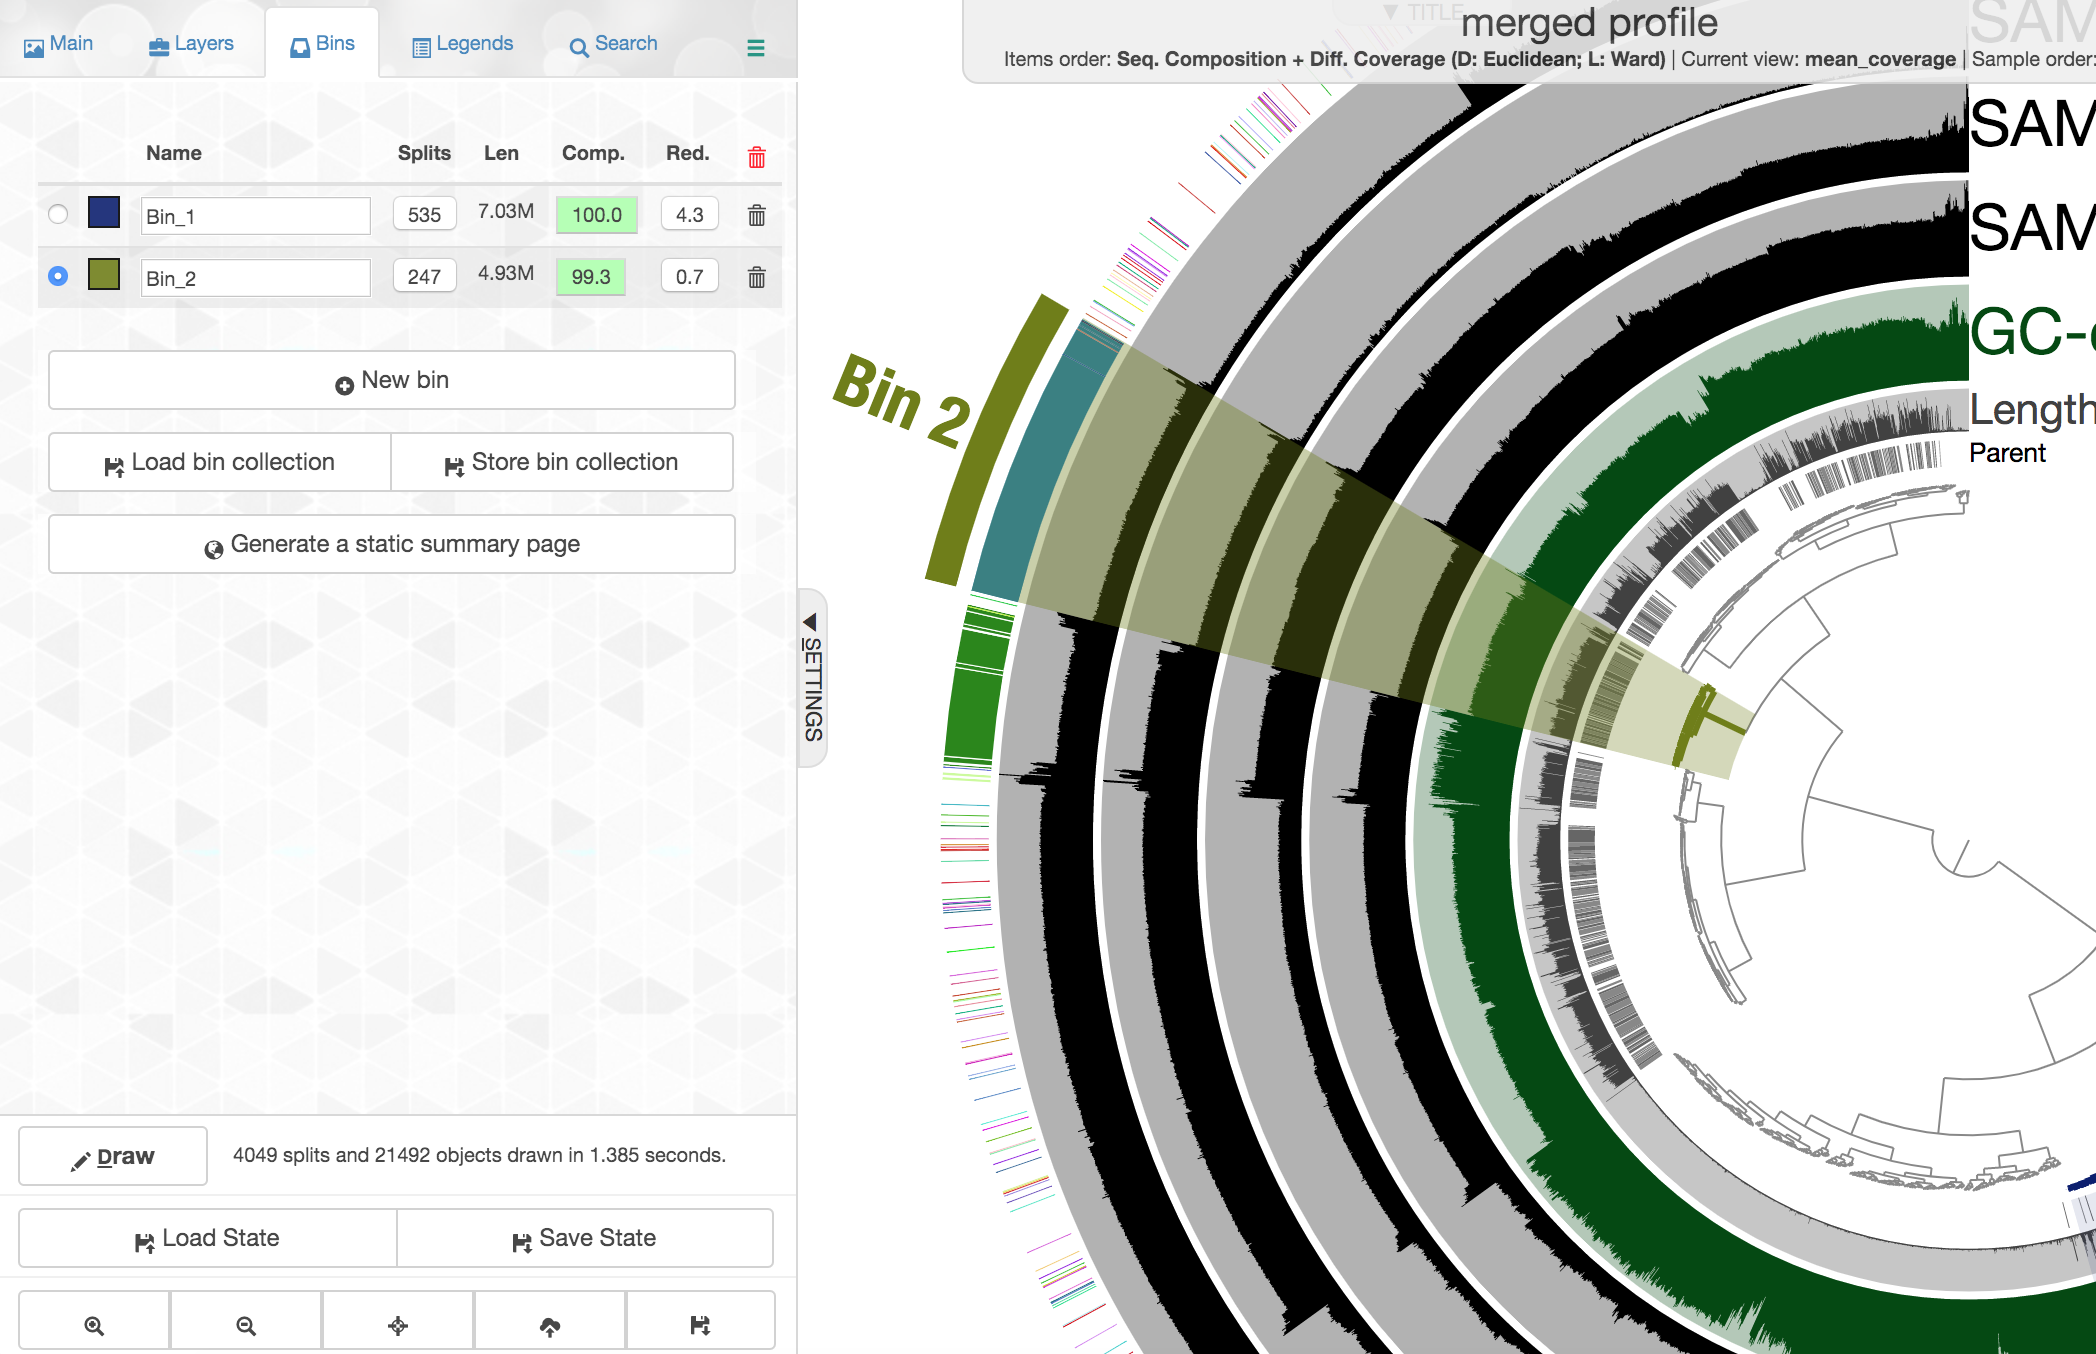 Main Layers Bins Legends Search
Name Splits Len Comp. Red.
Bin_1 535 7.03M 100.0 4.3
Bin_2 247 4.93M 99.3 0.7
New bin
Load bin collection Store bin collection
Generate a static summary page
SETTINGS
Draw 4049 splits and 21492 objects drawn in 1.385 seconds.
Load State Save State
▼ TITLE
merged profile
Items order: Seq. Composition + Diff. Coverage (D: Euclidean; L: Ward) | Current view: mean_coverage | Sample order:
SAM
SAM
SAM
GC-
Length
Parent
Bin 2